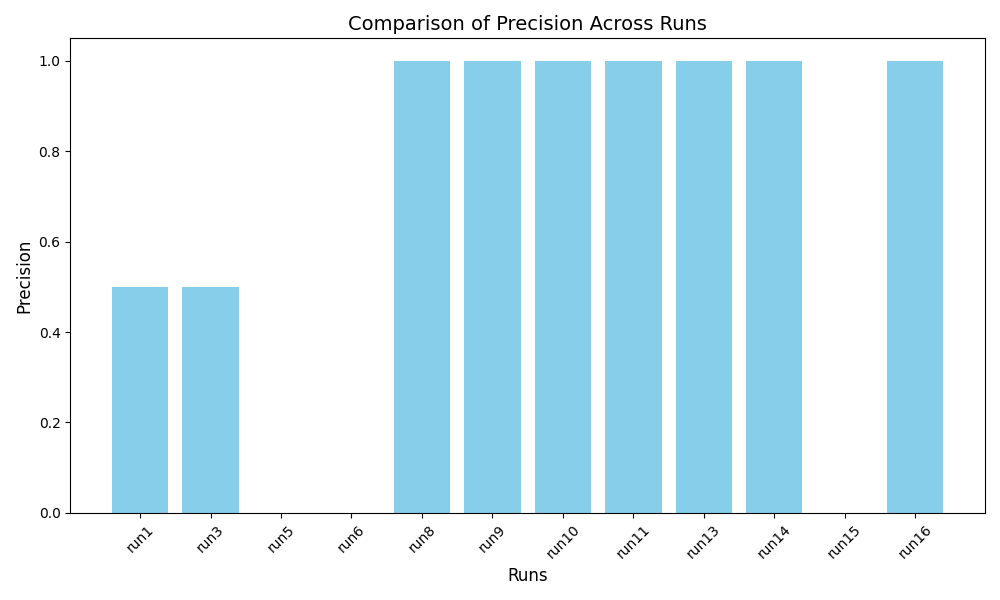 Comparison of Precision Across Runs
Precision
1.0
0.8
0.6
0.4
0.2
0.0
run1
run3
run5
run6
run8
run9
run10
run11
run13
run14
run15
run16
Runs